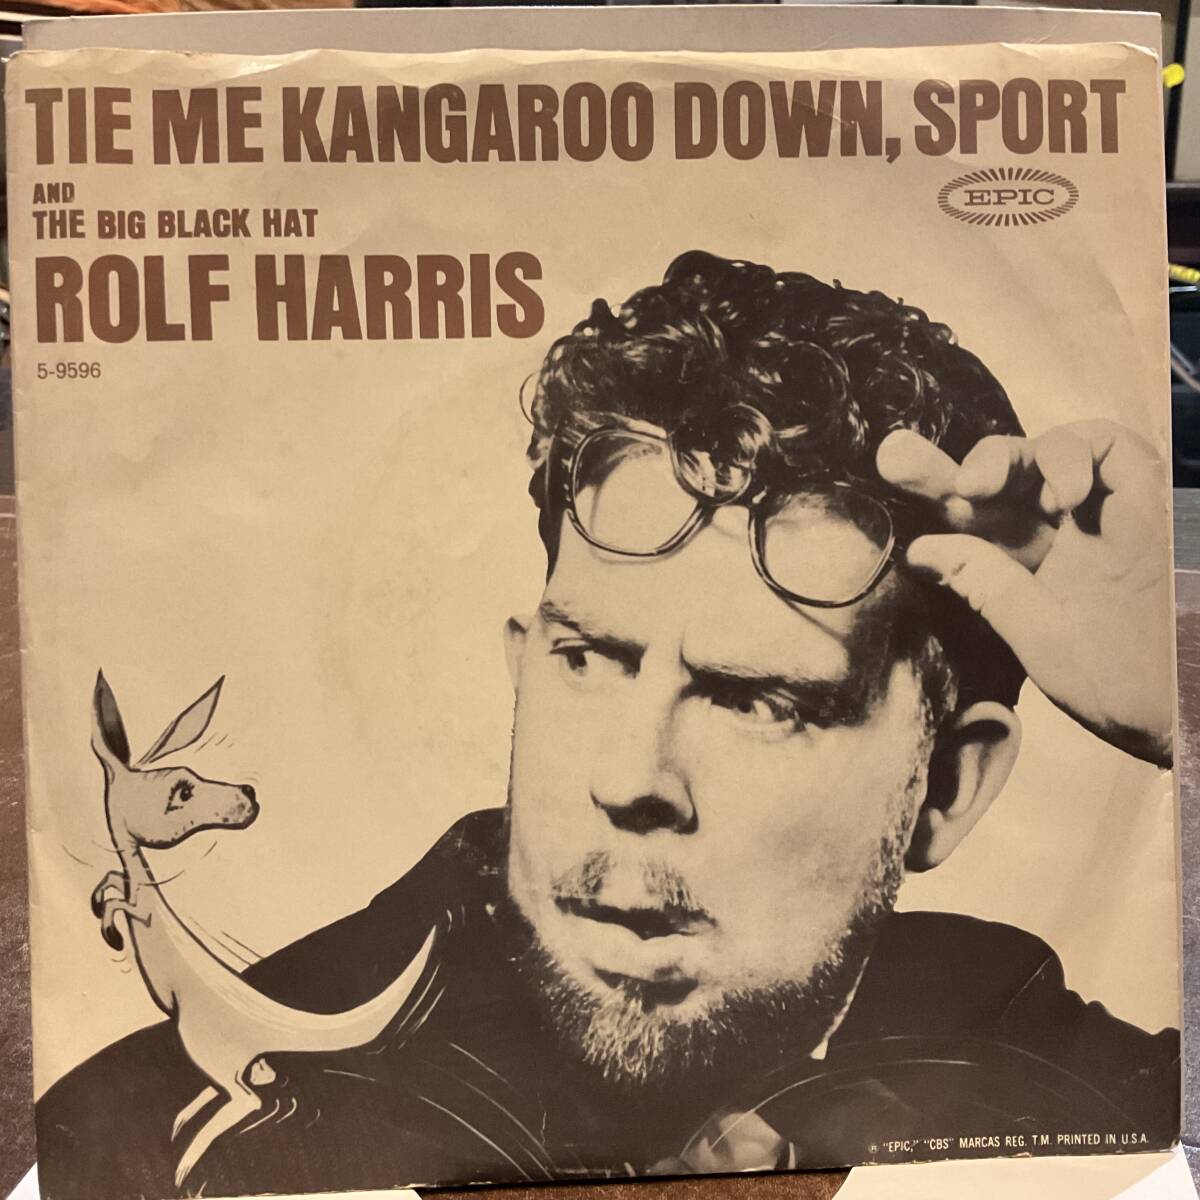 TIE ME KANGAROO DOWN, SPORT
AND
THE BIG BLACK HAT
EPIC
ROLF HARRIS
5-9596
® "EPIC," "CBS" MARCAS REG. T.M. PRINTED IN U.S.A.